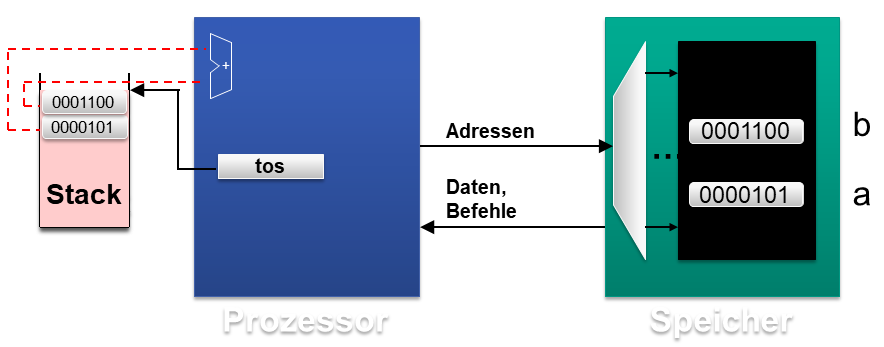 +
0001100
0000101
Stack
tos
Adressen
Daten,
Befehle
...
0001100
b
0000101
a
Prozessor
Speicher